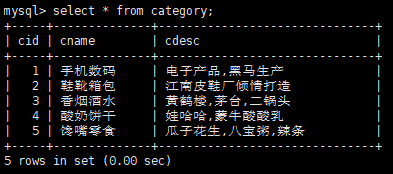 mysql> select * from category;
+-----+--------------+-----------------------------------+
| cid | cname | cdesc |
+-----+--------------+-----------------------------------+
| 1 | 手机数码 | 电子产品,黑马生产 |
| 2 | 鞋靴箱包 | 江南皮鞋厂倾情打造 |
| 3 | 香烟酒水 | 黄鹤楼,茅台,二锅头 |
| 4 | 酸奶饼干 | 娃哈哈,蒙牛酸酸乳 |
| 5 | 馋嘴零食 | 瓜子花生,八宝粥,辣条 |
+-----+--------------+-----------------------------------+
5 rows in set (0.00 sec)